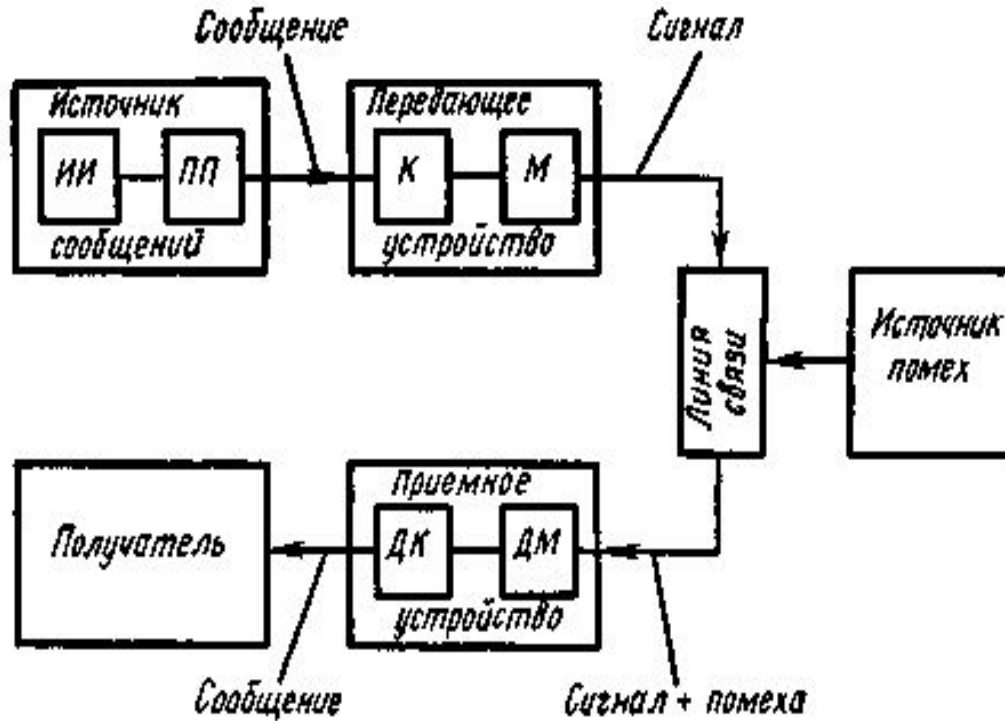 Сообщение
Сигнал
Источник
ИИ
ПП
сообщений
Передающее
К
М
устройство
Линия
связи
Источник
помех
Получатель
Приемное
ДК
ДМ
устройство
Сообщение
Сигнал + помеха